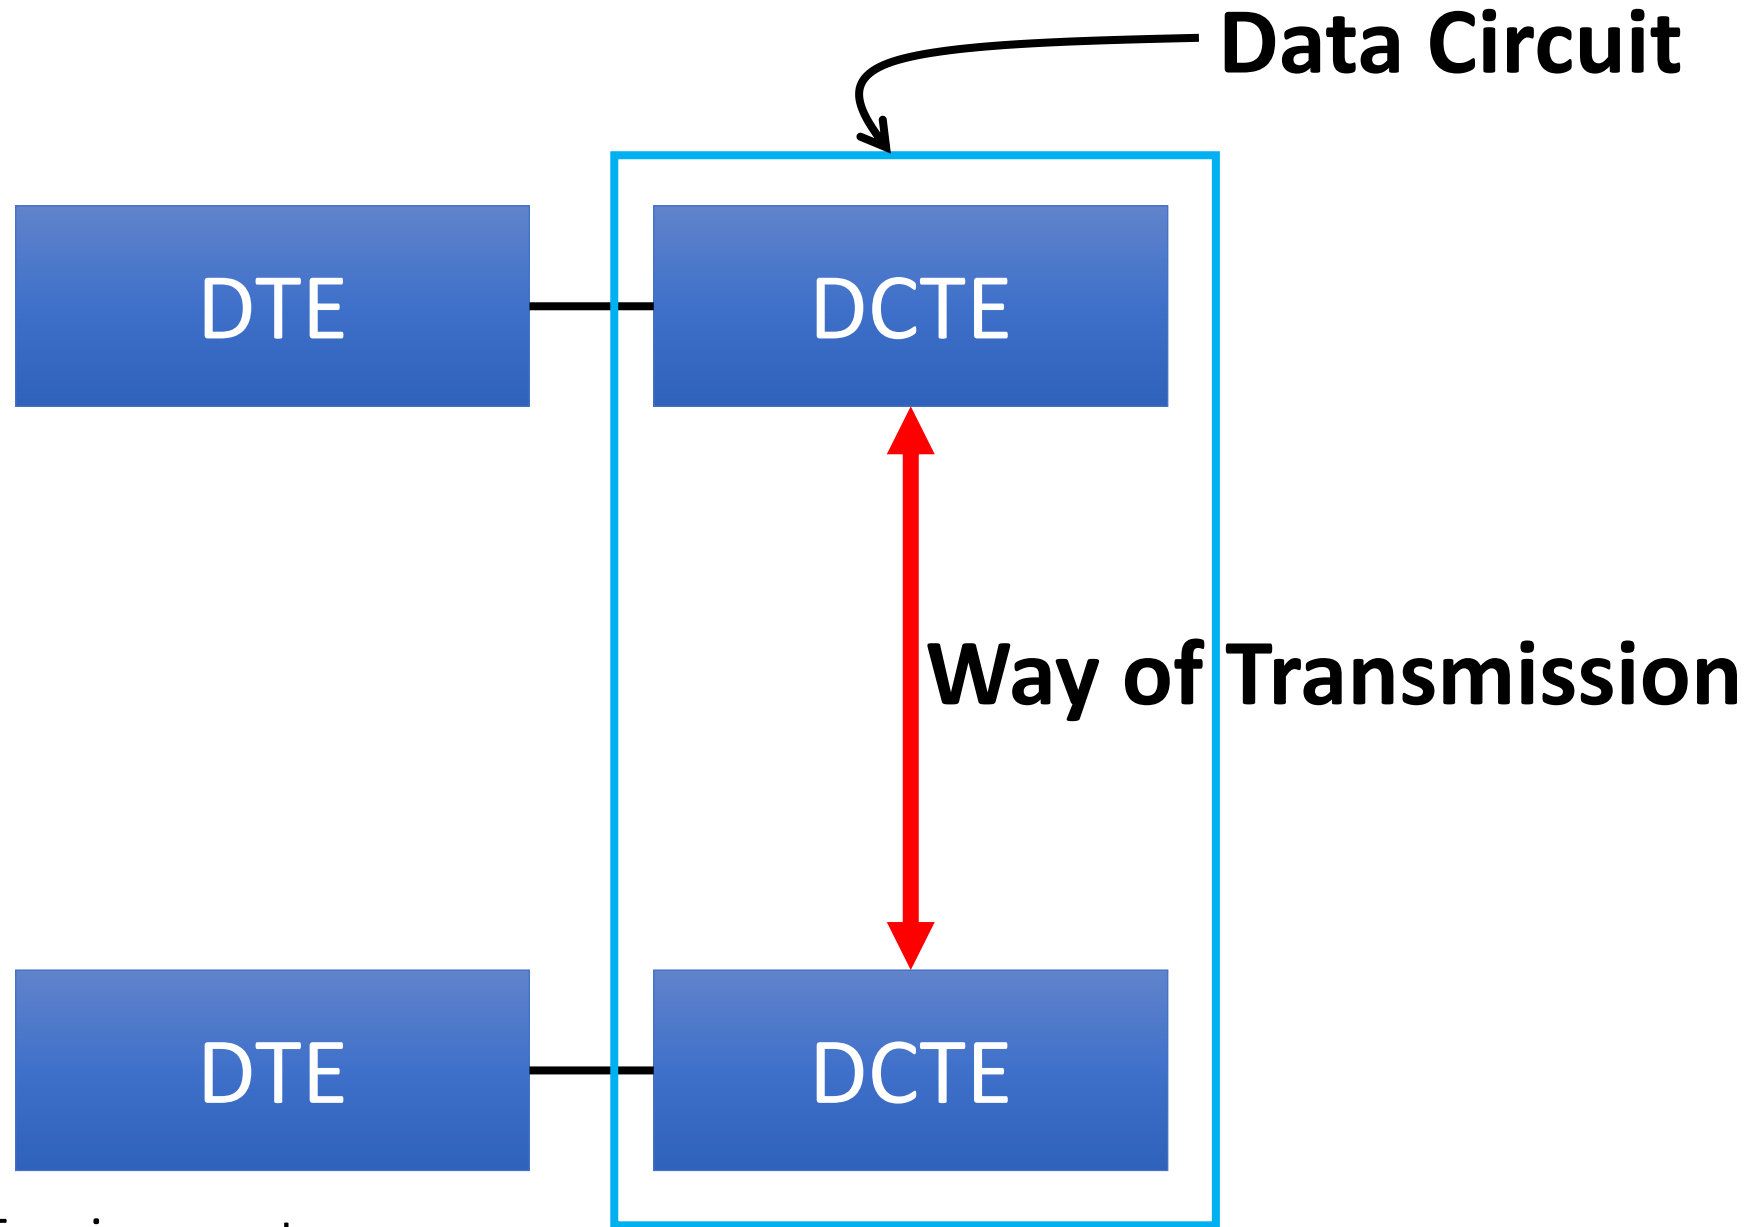 Data Circuit
DTE
DCTE
Way of Transmission
DTE
DCTE